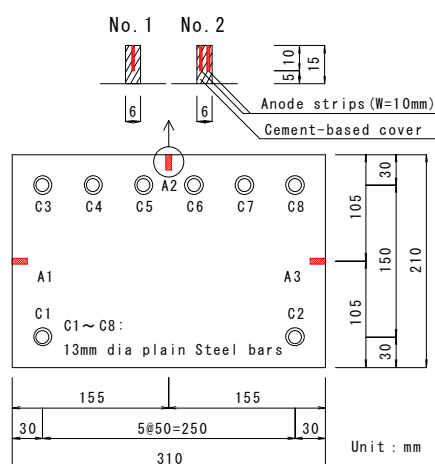 No. 1 No. 2
10
5
15
6 6
Anode strips(W=10mm)
Cement-based cover
A2
C3 C4 C5 C6 C7 C8
A1 A3
C1 C2
C1～C8:
13mm dia plain Steel bars
30
105
150
210
105
30
155 155
30 5@50=250 30
310
Unit : mm